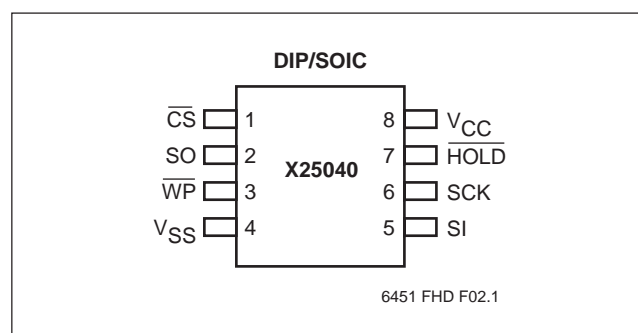 DIP/SOIC
CS 1 8 VCC
SO 2 X25040 7 HOLD
WP 3 6 SCK
VSS 4 5 SI
6451 FHD F02.1